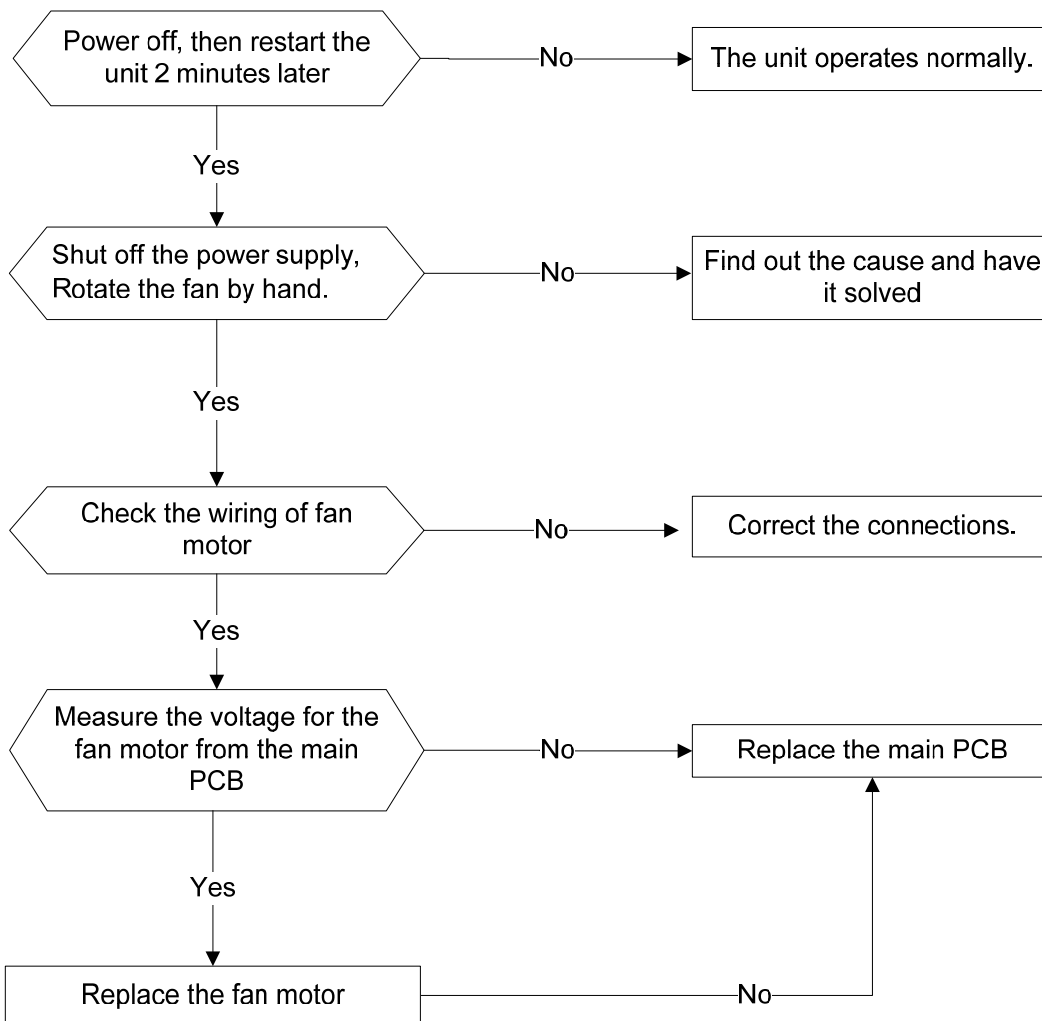 Power off, then restart the
unit 2 minutes later
No
The unit operates normally.
Yes
Shut off the power supply,
Rotate the fan by hand.
No
Find out the cause and have
it solved
Yes
Check the wiring of fan
motor
No
Correct the connections.
Yes
Measure the voltage for the
fan motor from the main
PCB
No
Replace the main PCB
Yes
Replace the fan motor
No